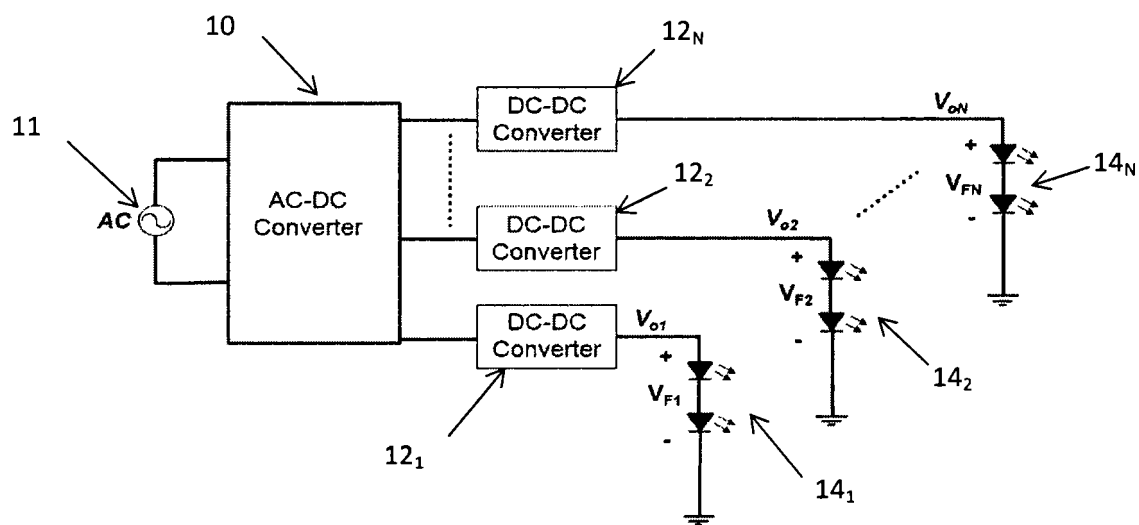 10
12N
11
DC-DC
Converter
VoN
+
VFN
-
14N
AC-DC
Converter
AC
122
DC-DC
Converter
Vo2
+
VF2
-
142
DC-DC
Converter
Vo1
+
VF1
-
121
141